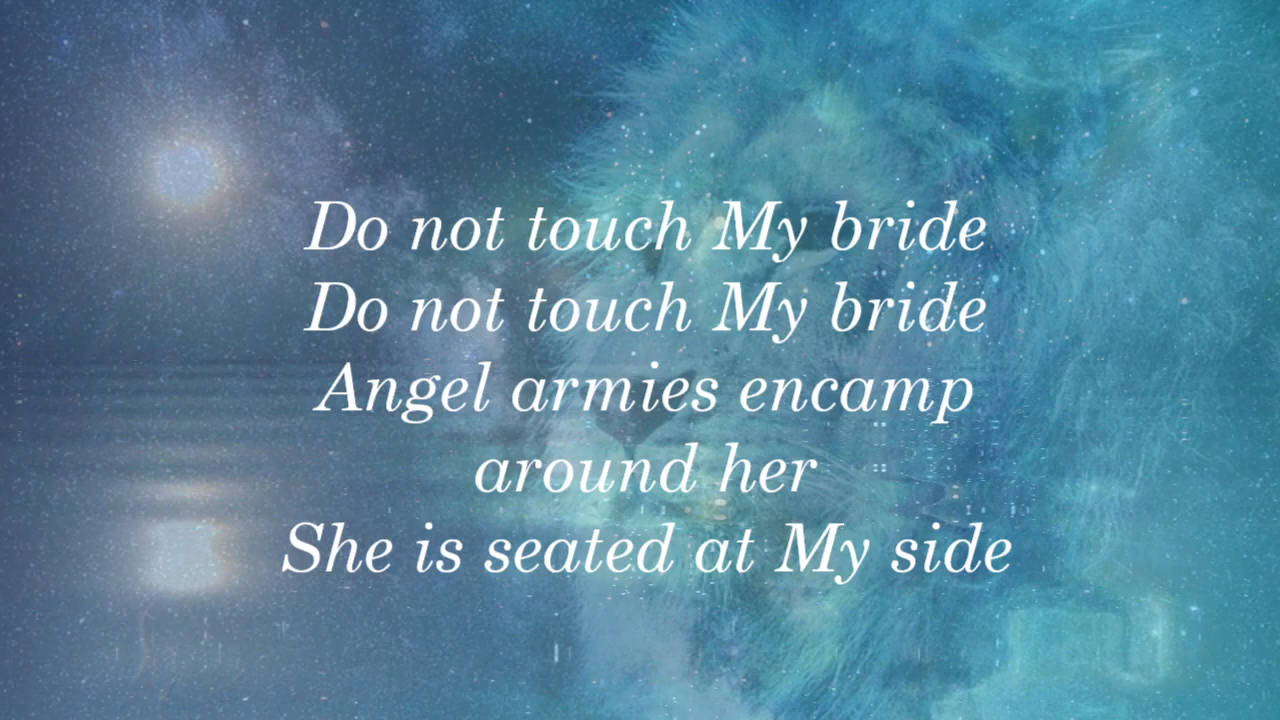 Do not touch My bride
Do not touch My bride
Angel armies encamp
around her
She is seated at My side